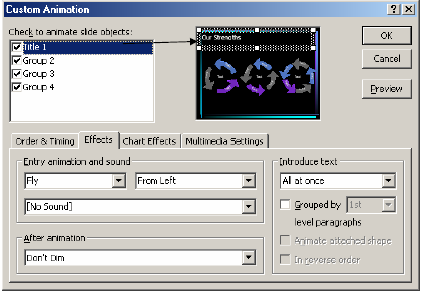 Custom Animation
Check to animate slide objects:
Title 1
Group 2
Group 3
Group 4
Our Strengths
OK
Cancel
Preview
Order & Timing
Effects
Chart Effects
Multimedia Settings
Entry animation and sound
Fly
From Left
[No Sound]
After animation
Don't Dim
Introduce text
All at once
Grouped by
1st
level paragraphs
Animate attached shape
In reverse order